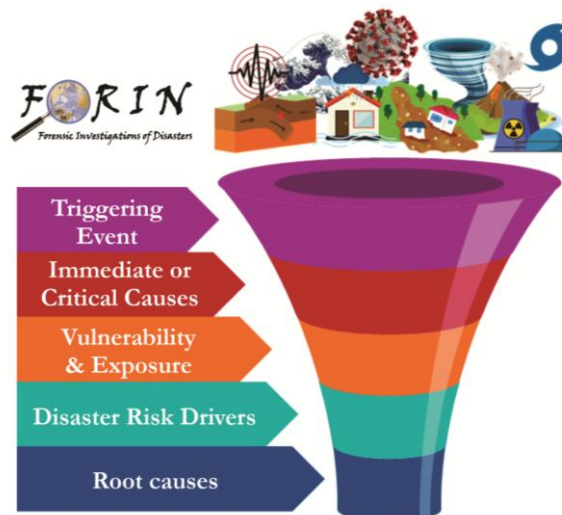 FORIN
Forensic Investigations of Disasters
Triggering
Event
Immediate or
Critical Causes
Vulnerability
& Exposure
Disaster Risk Drivers
Root causes